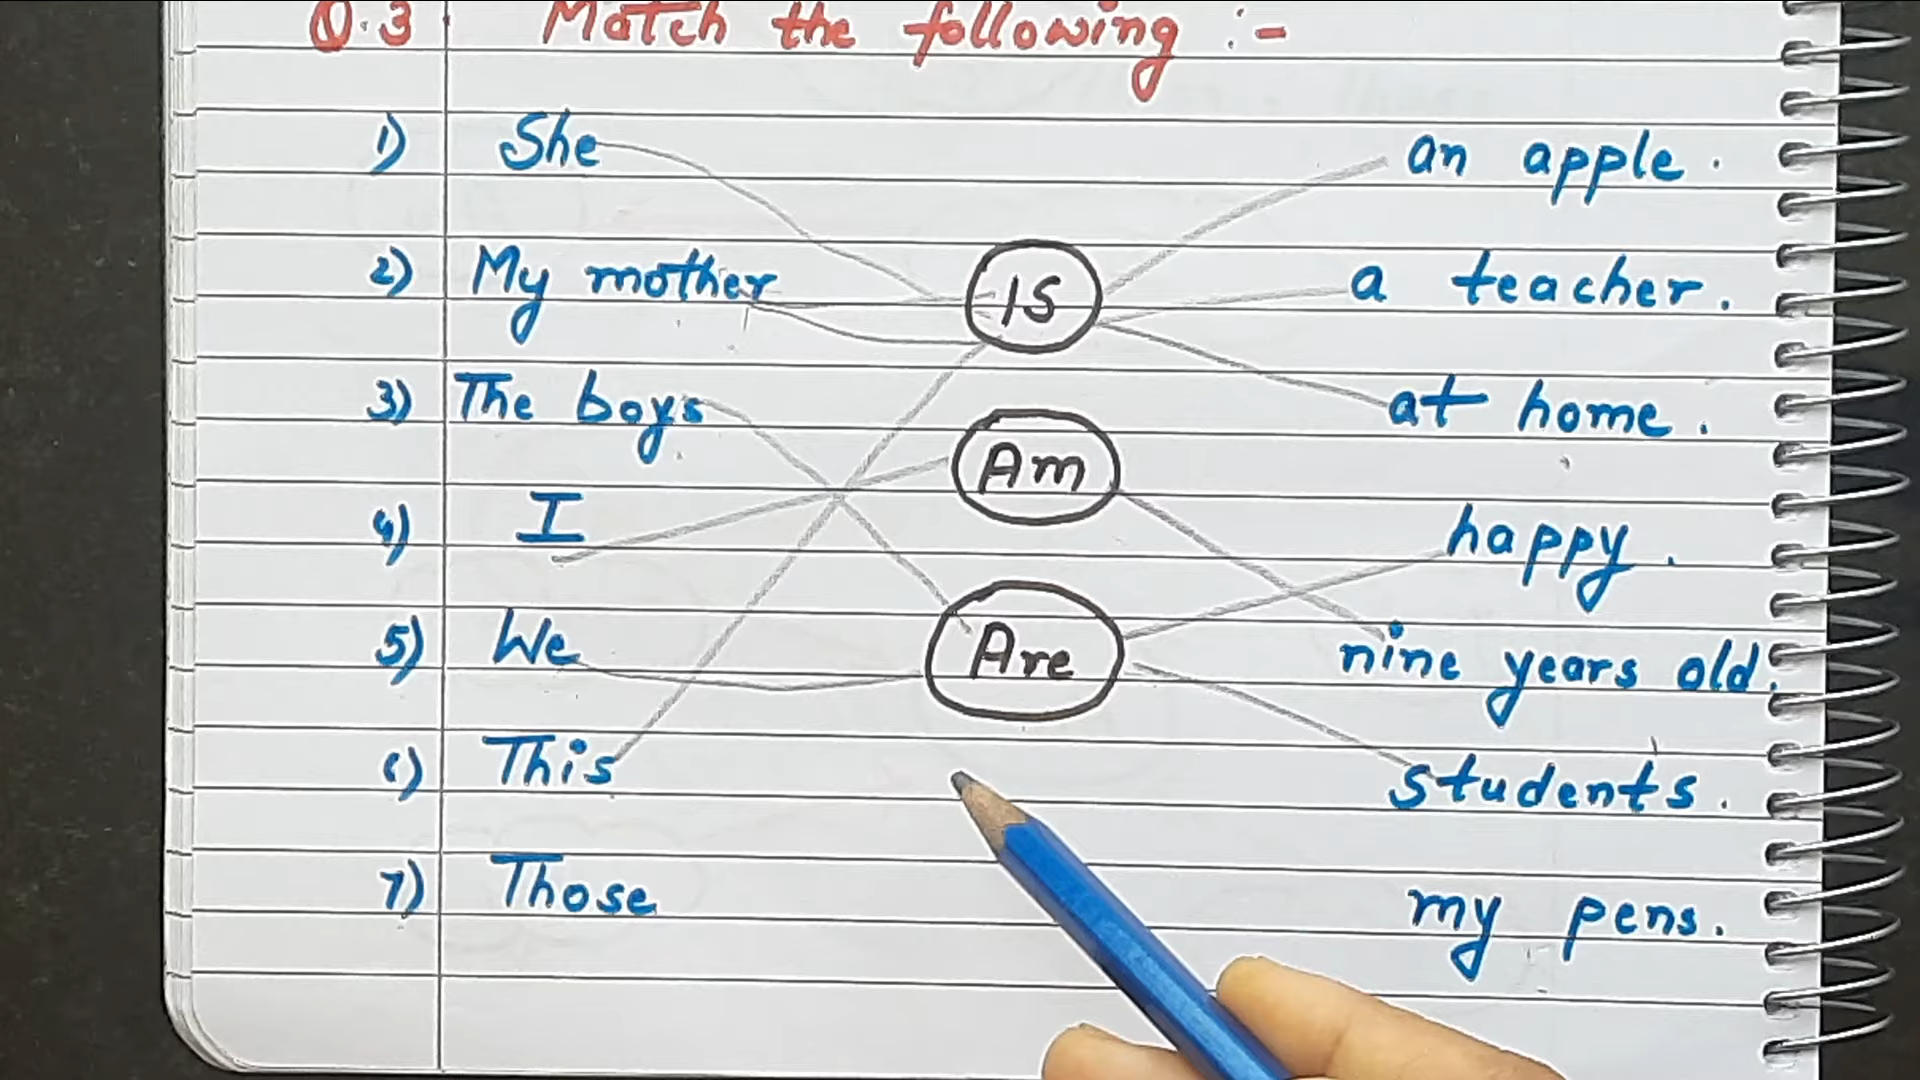 Q.3 Match the following :-
1) She an apple.
2) My mother IS a teacher.
3) The boys at home.
Am
4) I happy.
5) We Are nine years old.
6) This students.
7) Those my pens.